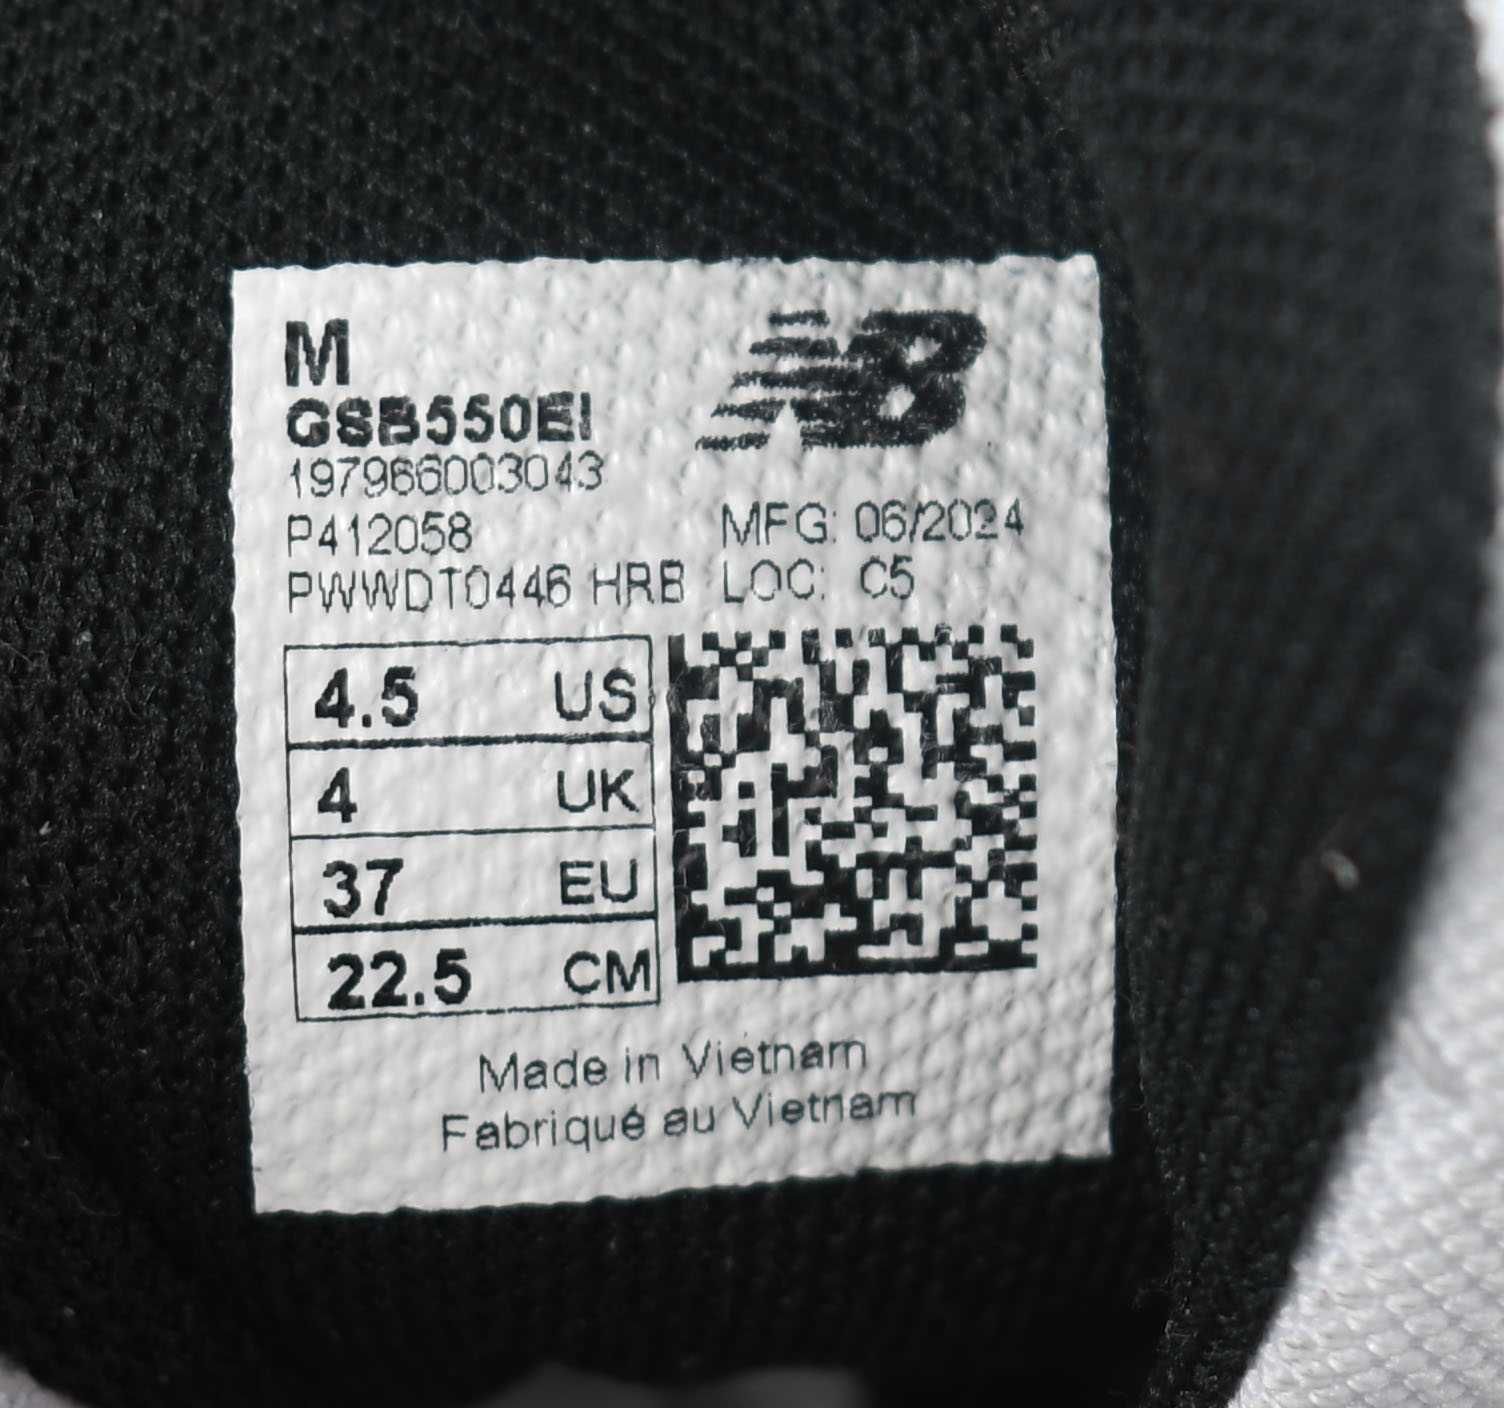 M
NB
GSB550EI
197966003043
P412058
MFG: 06/2024
PWWDT0446 HRB LOC: C5
4.5 US
4 UK
37 EU
22.5 CM
Made in Vietnam
Fabriqué au Vietnam